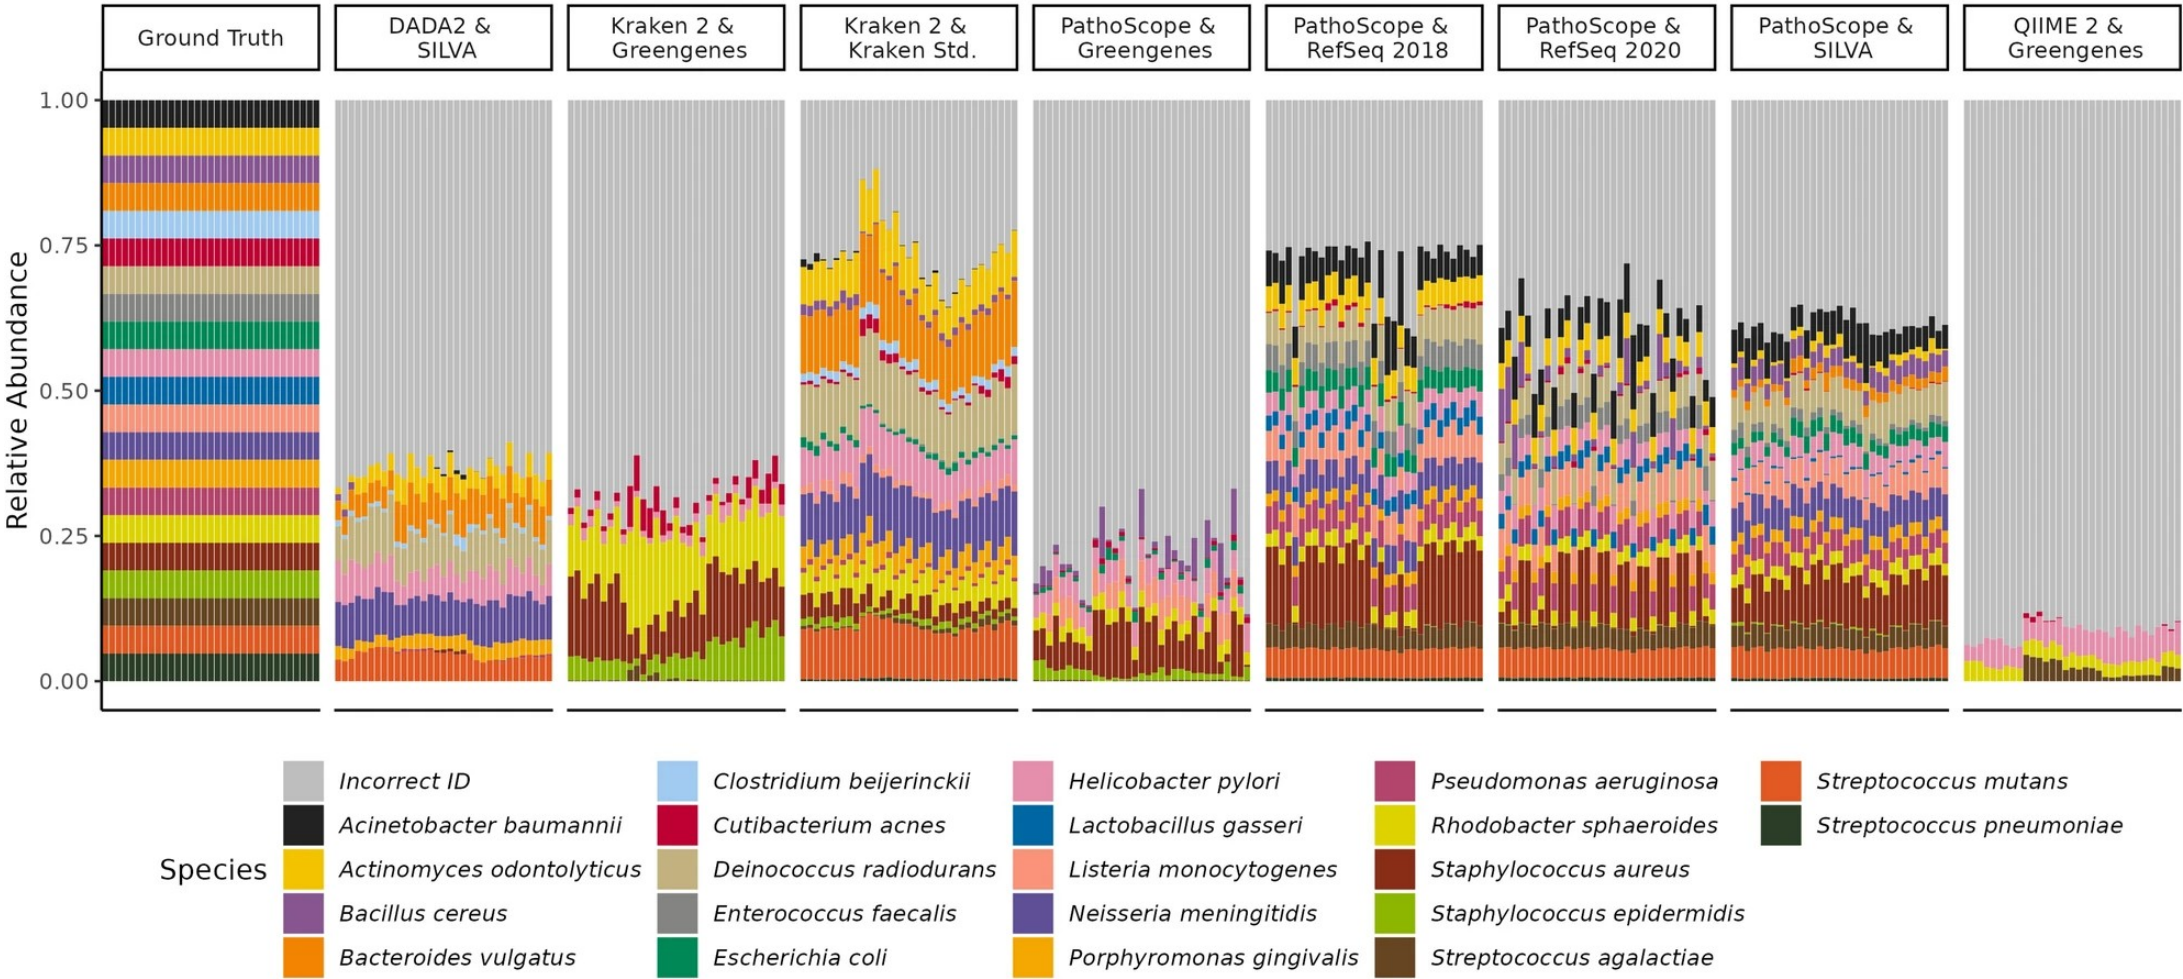 Ground Truth
DADA2 &
SILVA
Kraken 2 &
Greengenes
Kraken 2 &
Kraken Std.
PathoScope &
Greengenes
PathoScope &
RefSeq 2018
PathoScope &
RefSeq 2020
PathoScope &
SILVA
QIIME 2 &
Greengenes
Relative Abundance
1.00
0.75
0.50
0.25
0.00
Species
Incorrect ID
Acinetobacter baumannii
Actinomyces odontolyticus
Bacillus cereus
Bacteroides vulgatus
Clostridium beijerinckii
Cutibacterium acnes
Deinococcus radiodurans
Enterococcus faecalis
Escherichia coli
Helicobacter pylori
Lactobacillus gasseri
Listeria monocytogenes
Neisseria meningitidis
Porphyromonas gingivalis
Pseudomonas aeruginosa
Rhodobacter sphaeroides
Staphylococcus aureus
Staphylococcus epidermidis
Streptococcus agalactiae
Streptococcus mutans
Streptococcus pneumoniae